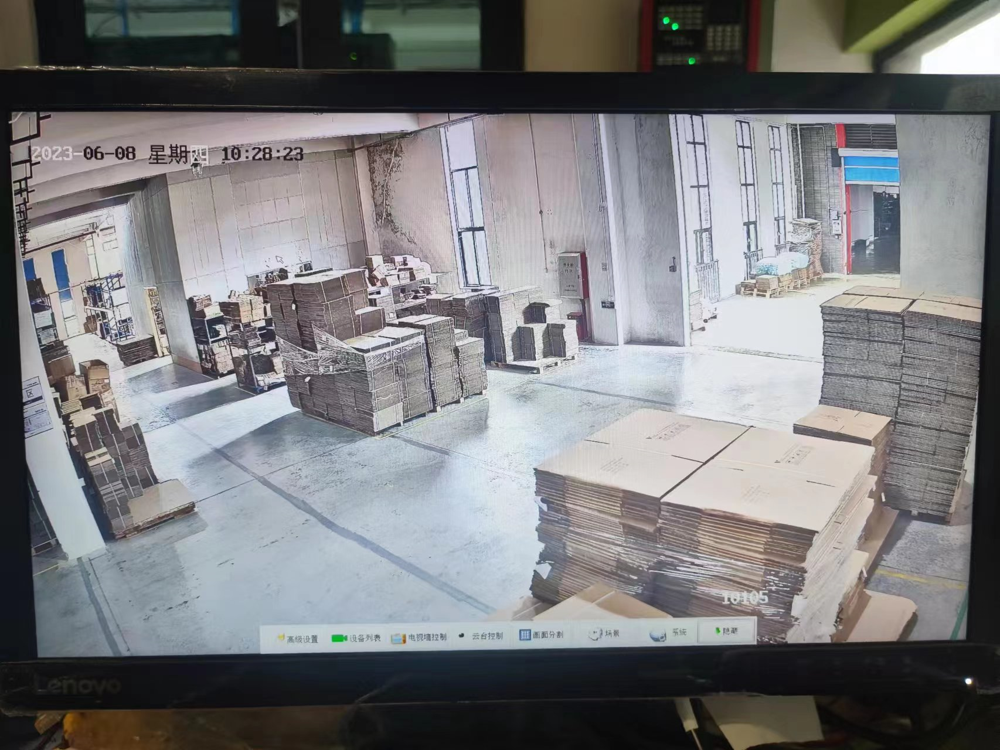 2023-06-08 星期四 10:28:23
区
10105
高级设置 设备列表 电视墙控制 云台控制 画面分割 场景 系统 隐藏
Lenovo